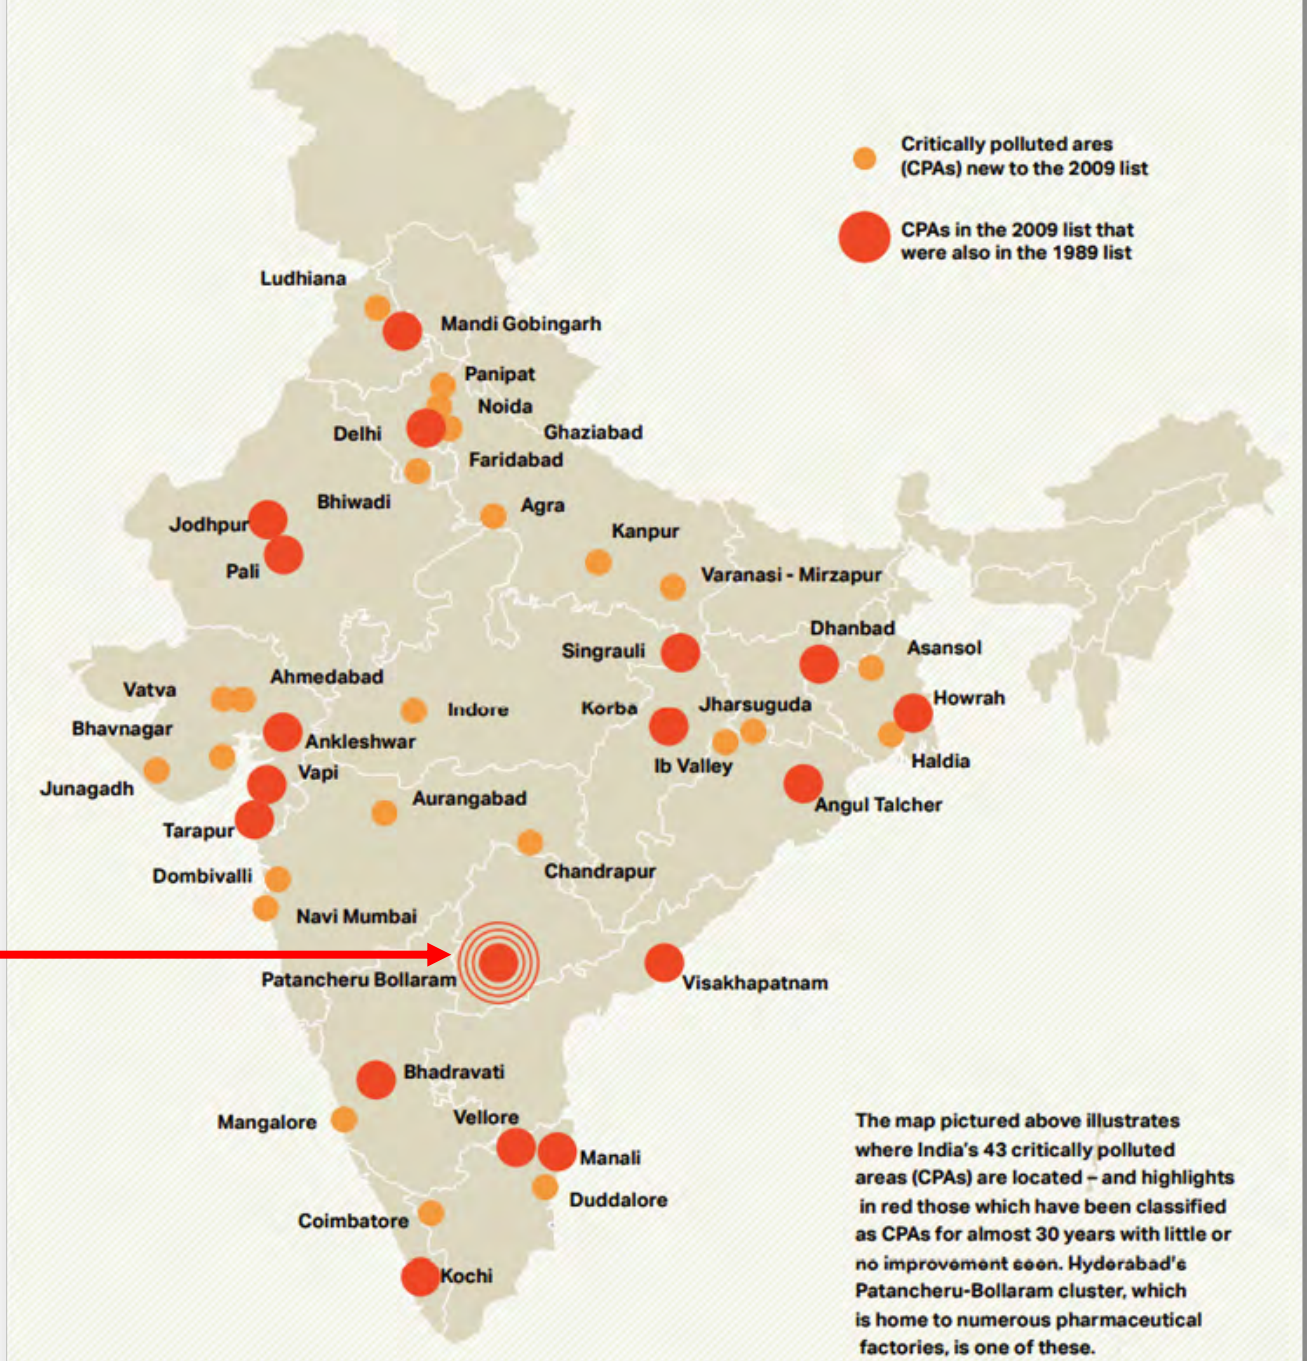 Critically polluted ares
(CPAs) new to the 2009 list
CPAs in the 2009 list that
were also in the 1989 list
Ludhiana
Mandi Gobingarh
Panipat
Noida
Delhi
Ghaziabad
Faridabad
Bhiwadi
Agra
Jodhpur
Kanpur
Pali
Varanasi - Mirzapur
Dhanbad
Singrauli
Asansol
Ahmedabad
Vatva
Howrah
Jharsuguda
Korba
Indore
Bhavnagar
Ankleshwar
Haldia
Ib Valley
Vapi
Junagadh
Aurangabad
Angul Talcher
Tarapur
Chandrapur
Dombivalli
Navi Mumbai
Patancheru Bollaram
Visakhapatnam
Bhadravati
Vellore
Mangalore
Manali
Duddalore
Coimbatore
Kochi
The map pictured above illustrates
where India's 43 critically polluted
areas (CPAs) are located – and highlights
in red those which have been classified
as CPAs for almost 30 years with little or
no improvement seen. Hyderabad's
Patancheru-Bollaram cluster, which
is home to numerous pharmaceutical
factories, is one of these.